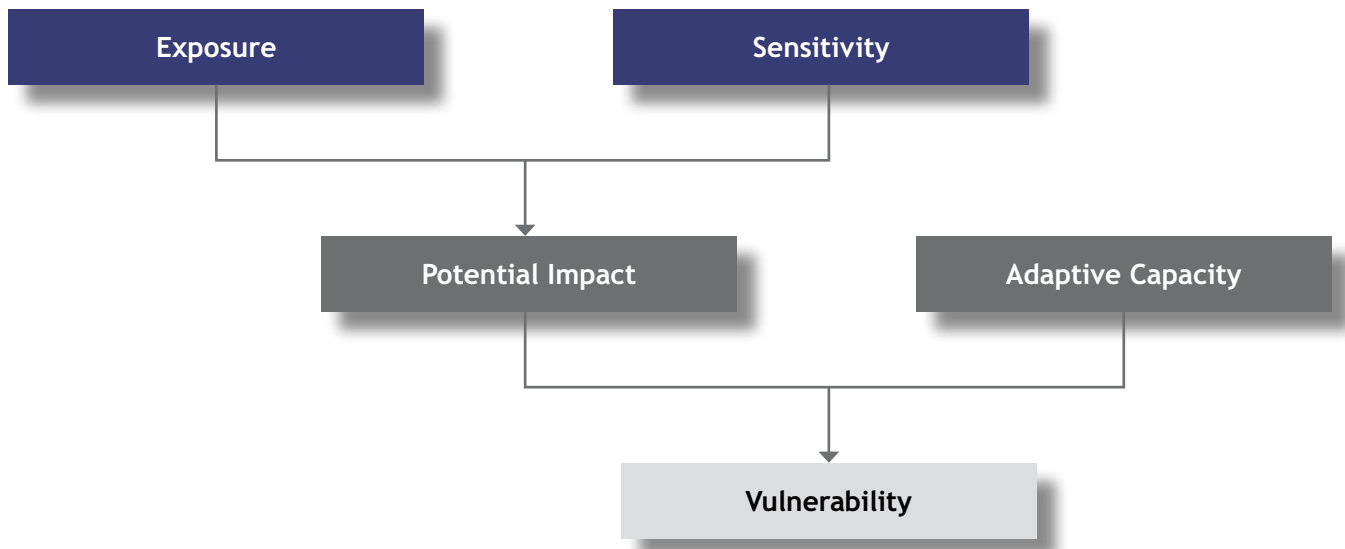 Exposure
Sensitivity
Potential Impact
Adaptive Capacity
Vulnerability